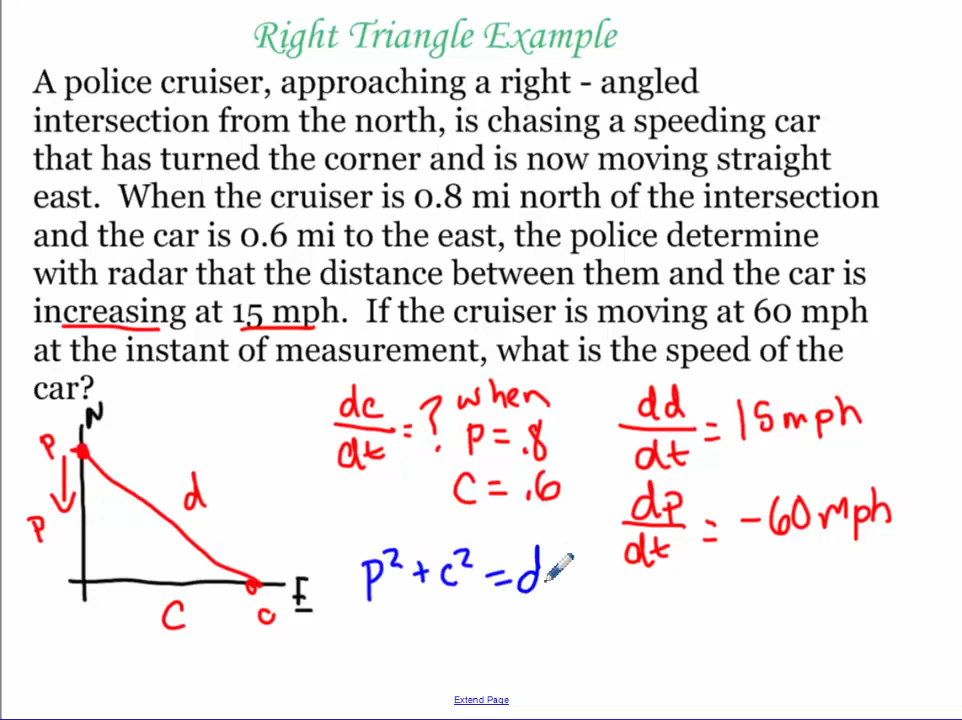 Right Triangle Example
A police cruiser, approaching a right - angled
intersection from the north, is chasing a speeding car
that has turned the corner and is now moving straight
east. When the cruiser is 0.8 mi north of the intersection
and the car is 0.6 mi to the east, the police determine
with radar that the distance between them and the car is
increasing at 15 mph. If the cruiser is moving at 60 mph
at the instant of measurement, what is the speed of the
car?
N
P
P
d
C
C
E
dc/dt = ? when
p = .8
c = .6
dd/dt = 15 mph
dp/dt = -60 mph
p² + c² = d
Extend Page